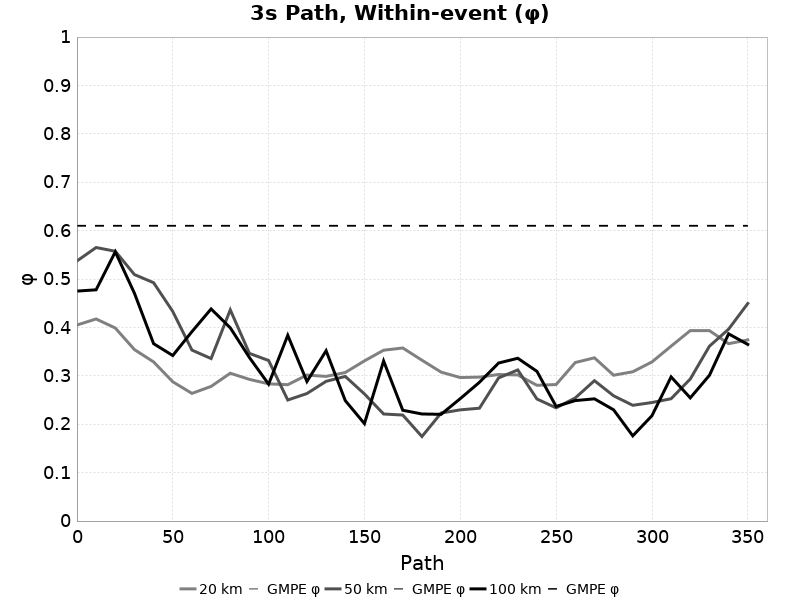 3s Path, Within-event (φ)
1
0.9
0.8
0.7
0.6
0.5
0.4
0.3
0.2
0.1
0
φ
0 50 100 150 200 250 300 350
Path
20 km GMPE φ 50 km GMPE φ 100 km GMPE φ